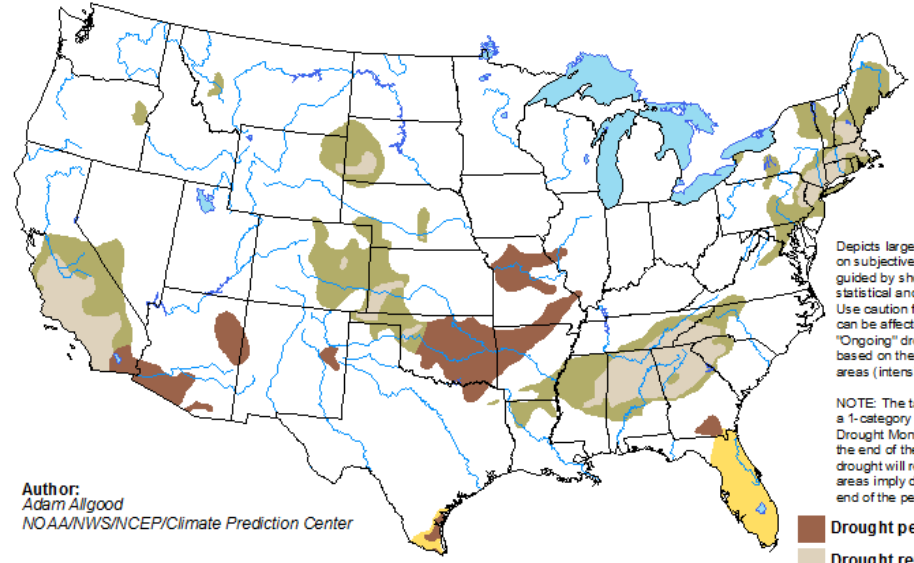 Depicts large
on subjective
guided by sh
statistical and
Use caution f
can be affect
"Ongoing" dr
based on the
areas (intens
NOTE: The ta
a 1-category
Drought Mon
the end of the
drought will r
areas imply d
end of the pe
Author:
Adam Allgood
NOAA/NWS/NCEP/Climate Prediction Center
Drought pe
Drought re